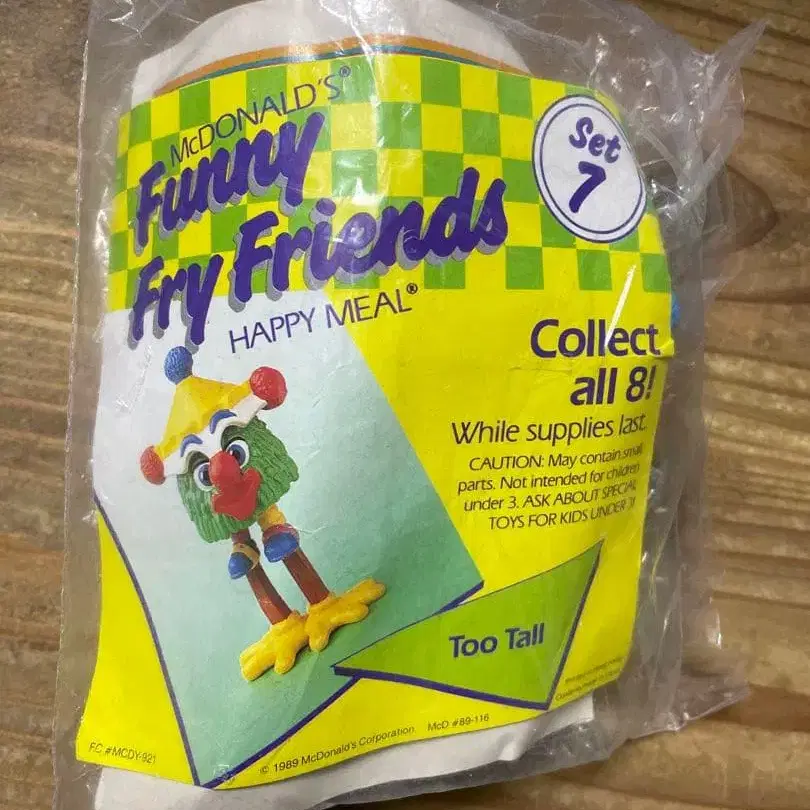 McDONALD'S®
Funny
Fry Friends
HAPPY MEAL®
Set
7
Collect
all 8!
While supplies last.
CAUTION: May contain small
parts. Not intended for children
under 3. ASK ABOUT SPECIAL
TOYS FOR KIDS UNDER 3!
Too Tall
F.C. #MCDY-921
© 1989 McDonald's Corporation
McD #89-116